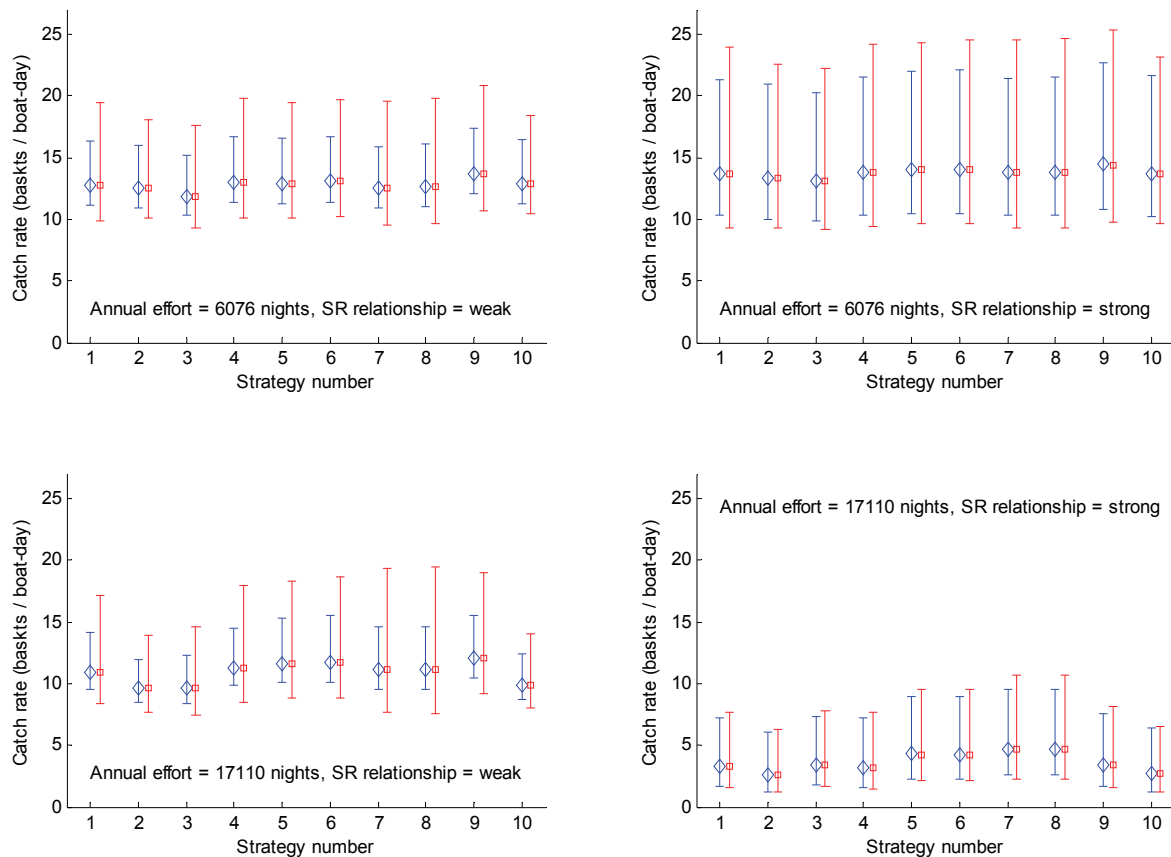 Catch rate (baskts / boat-day)
25
20
15
10
5
0
Annual effort = 6076 nights, SR relationship = weak
1 2 3 4 5 6 7 8 9 10
Strategy number
Catch rate (baskts / boat-day)
25
20
15
10
5
0
Annual effort = 6076 nights, SR relationship = strong
1 2 3 4 5 6 7 8 9 10
Strategy number
Catch rate (baskts / boat-day)
25
20
15
10
5
0
Annual effort = 17110 nights, SR relationship = weak
1 2 3 4 5 6 7 8 9 10
Strategy number
Catch rate (baskts / boat-day)
25
20
15
10
5
0
Annual effort = 17110 nights, SR relationship = strong
1 2 3 4 5 6 7 8 9 10
Strategy number